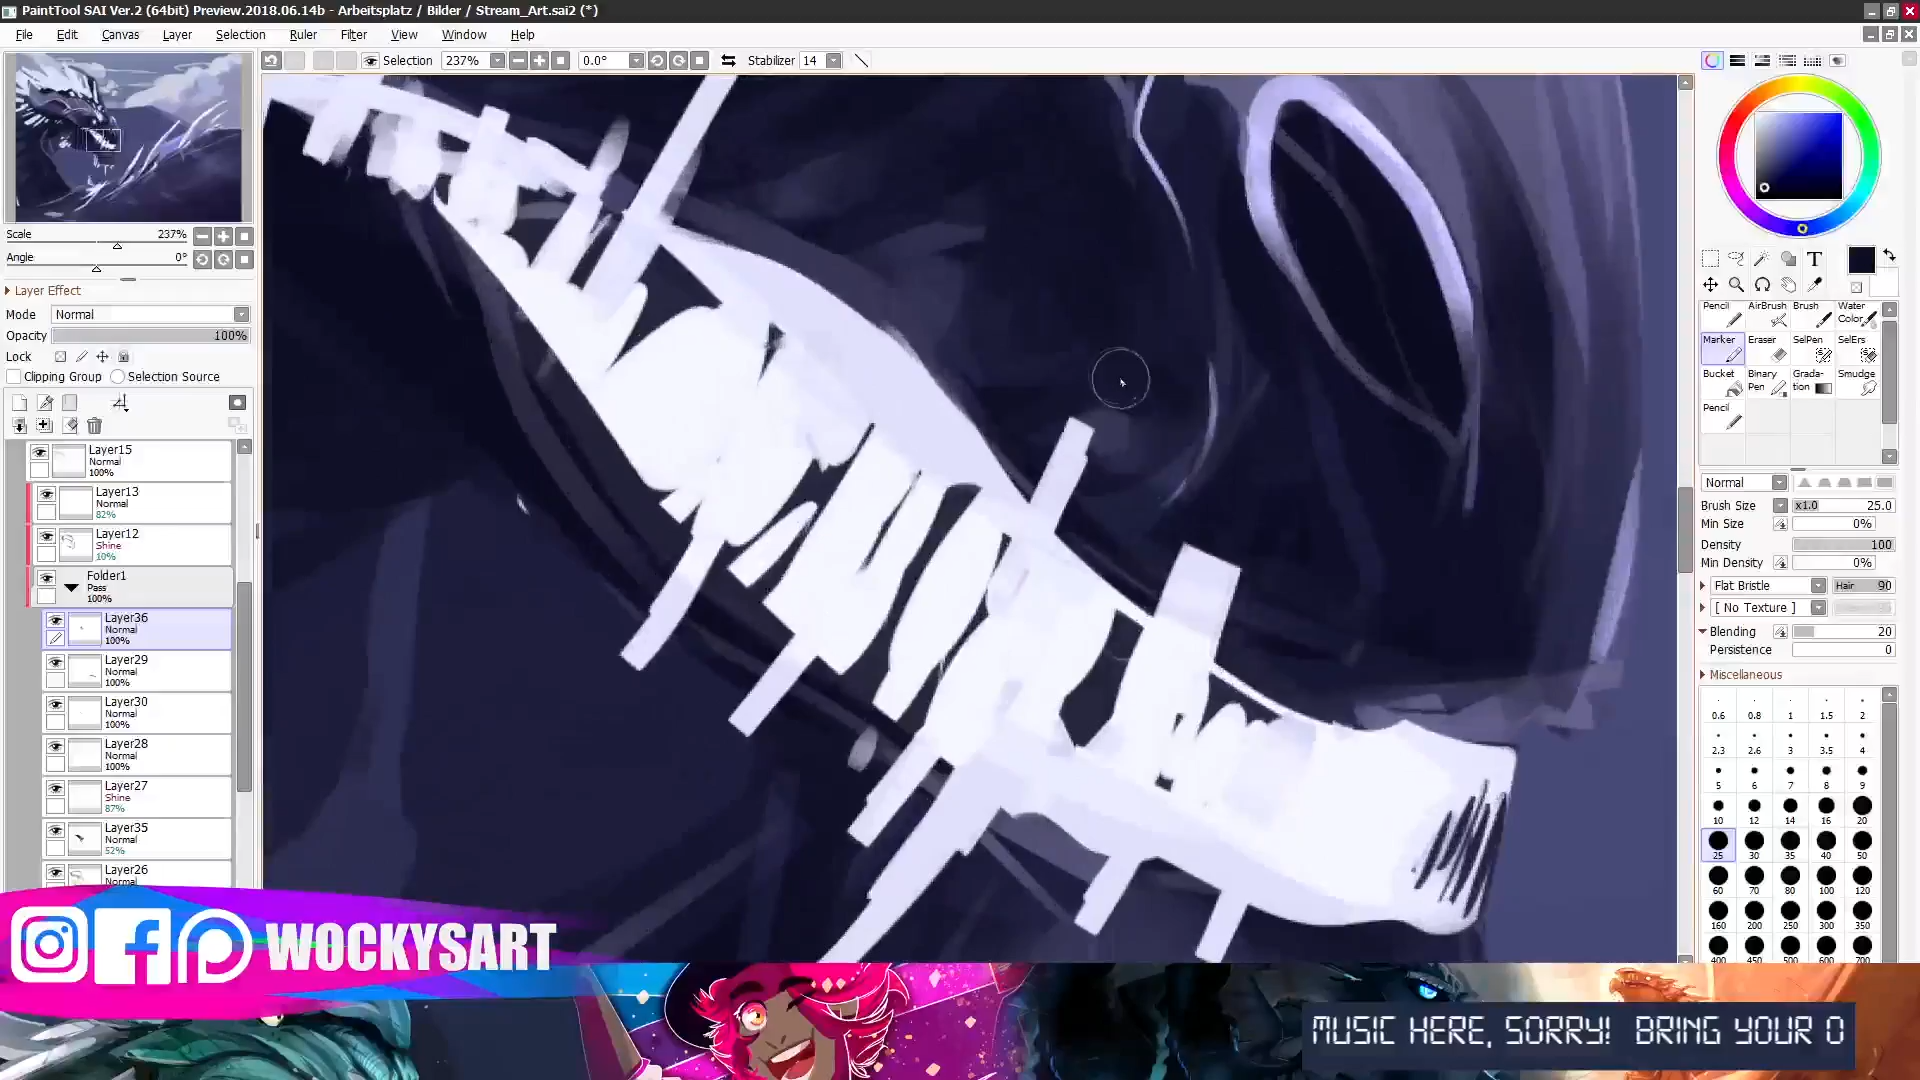 PaintTool SAI Ver.2 (64bit) Preview.2018.06.14b - Arbeitsplatz / Bilder / Stream_Art.sai2 (*)
File Edit Canvas Layer Selection Ruler Filter View Window Help
Selection 237% 0.0° Stabilizer 14
Scale 237%
Angle 0°
Layer Effect
Mode Normal
Opacity 100%
Lock
Clipping Group Selection Source
Layer15
Normal
100%
Layer13
Normal
82%
Layer12
Shine
10%
Folder1
Pass
100%
Layer36
Normal
100%
Layer29
Normal
100%
Layer30
Normal
100%
Layer28
Normal
100%
Layer27
Shine
87%
Layer35
Normal
52%
Layer26
Normal
T
Pencil AirBrush Brush Water Color
Marker Eraser SelPen SelErs
Bucket Binary Pen Gradation Smudge
Pencil
Normal
Brush Size x1.0 25.0
Min Size 0%
Density 100
Min Density 0%
Flat Bristle Hair 90
[ No Texture ]
Blending 20
Persistence 0
Miscellaneous
0.6 0.8 1 1.5 2
2.3 2.6 3 3.5 4
5 6 7 8 9
10 12 14 16 20
25 30 35 40 50
60 70 80 100 120
160 200 250 300 350
400 450 500 600 700
WOCKYSART
MUSIC HERE, SORRY! BRING YOUR O